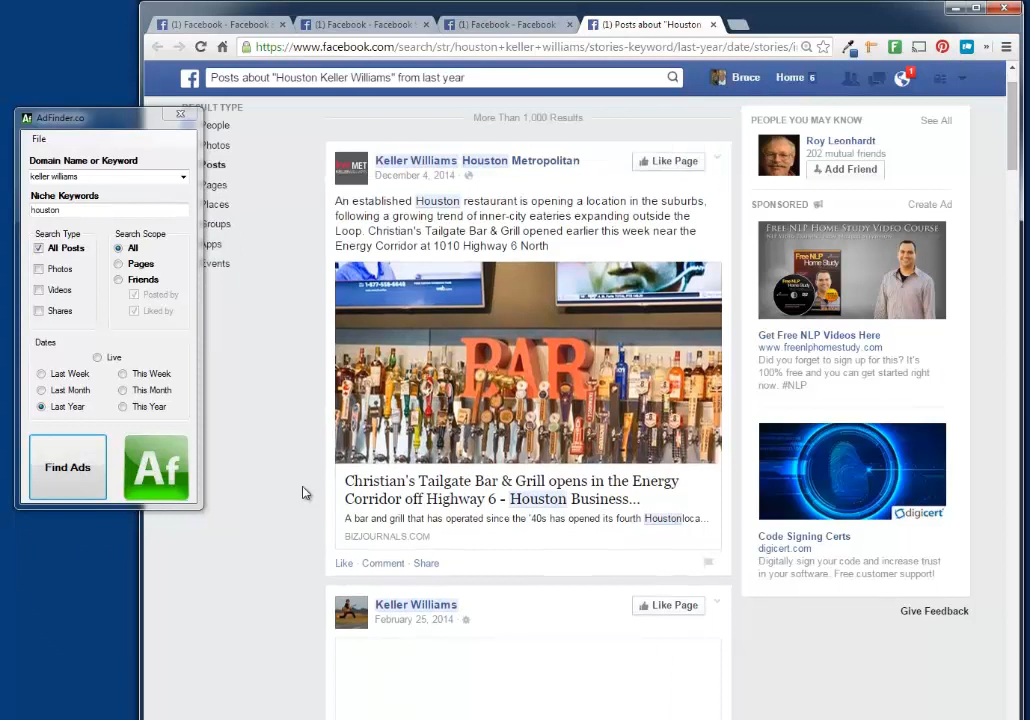 (1) Facebook - Facebook
(1) Facebook - Facebook
(1) Facebook - Facebook
(1) Posts about "Houston
https://www.facebook.com/search/str/houston+keller+williams/stories-keyword/last-year/date/stories/i
Posts about "Houston Keller Williams" from last year
Bruce
Home 6
1
RESULT TYPE
People
Photos
Posts
Pages
Places
Groups
Apps
Events
AdFinder.co
File
Domain Name or Keyword
keller williams
Niche Keywords
houston
Search Type
All Posts
Photos
Videos
Shares
Search Scope
All
Pages
Friends
Posted by
Liked by
Dates
Live
Last Week
This Week
Last Month
This Month
Last Year
This Year
Find Ads
Af
More Than 1,000 Results
Keller Williams Houston Metropolitan
December 4, 2014
Like Page
An established Houston restaurant is opening a location in the suburbs,
following a growing trend of inner-city eateries expanding outside the
Loop. Christian's Tailgate Bar & Grill opened earlier this week near the
Energy Corridor at 1010 Highway 6 North
BAR
Christian's Tailgate Bar & Grill opens in the Energy
Corridor off Highway 6 - Houston Business...
A bar and grill that has operated since the '40s has opened its fourth Houston loca...
BIZJOURNALS.COM
Like · Comment · Share
Keller Williams
February 25, 2014
Like Page
PEOPLE YOU MAY KNOW
See All
Roy Leonhardt
202 mutual friends
Add Friend
SPONSORED
Create Ad
FREE NLP HOME STUDY VIDEO COURSE
Get Free NLP Videos Here
www.freenlphomestudy.com
Did you forget to sign up for this? It's
100% free and you can get started right
now. #NLP
digicert
Code Signing Certs
digicert.com
Digitally sign your code and increase trust
in your software. Free customer support!
Give Feedback